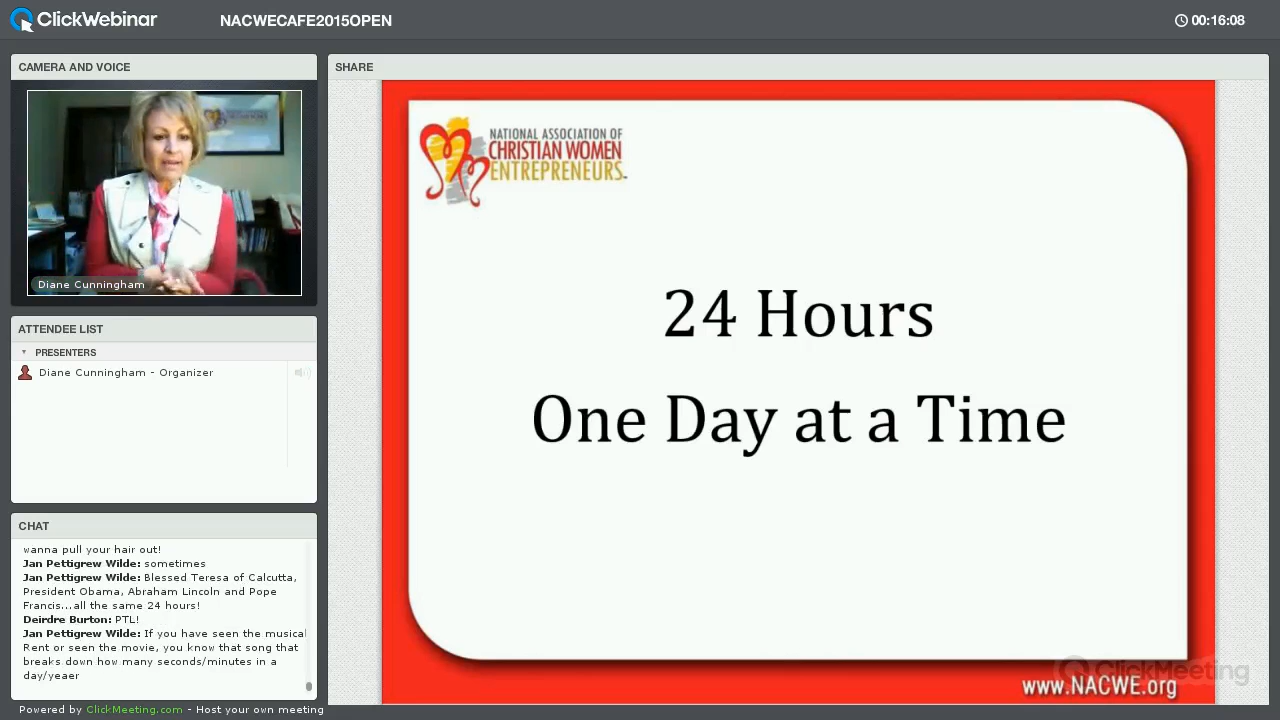 ClickWebinar
NACWECAFE2015OPEN
00:16:08
CAMERA AND VOICE
Diane Cunningham
ATTENDEE LIST
PRESENTERS
Diane Cunningham - Organizer
CHAT
wanna pull your hair out!
Jan Pettigrew Wilde: sometimes
Jan Pettigrew Wilde: Blessed Teresa of Calcutta,
President Obama, Abraham Lincoln and Pope
Francis all the same 24 hours!
Deirdre Burton: PTL!
Jan Pettigrew Wilde: If you have seen the musical
Rent or the movie, you know that song that
break down how many seconds/minutes in a
day/year
Powered by ClickMeeting.com - Host your own meeting
SHARE
NATIONAL ASSOCIATION OF
CHRISTIAN WOMEN
ENTREPRENEURS
24 Hours
One Day at a Time
ClickMeeting
www.NACWE.org